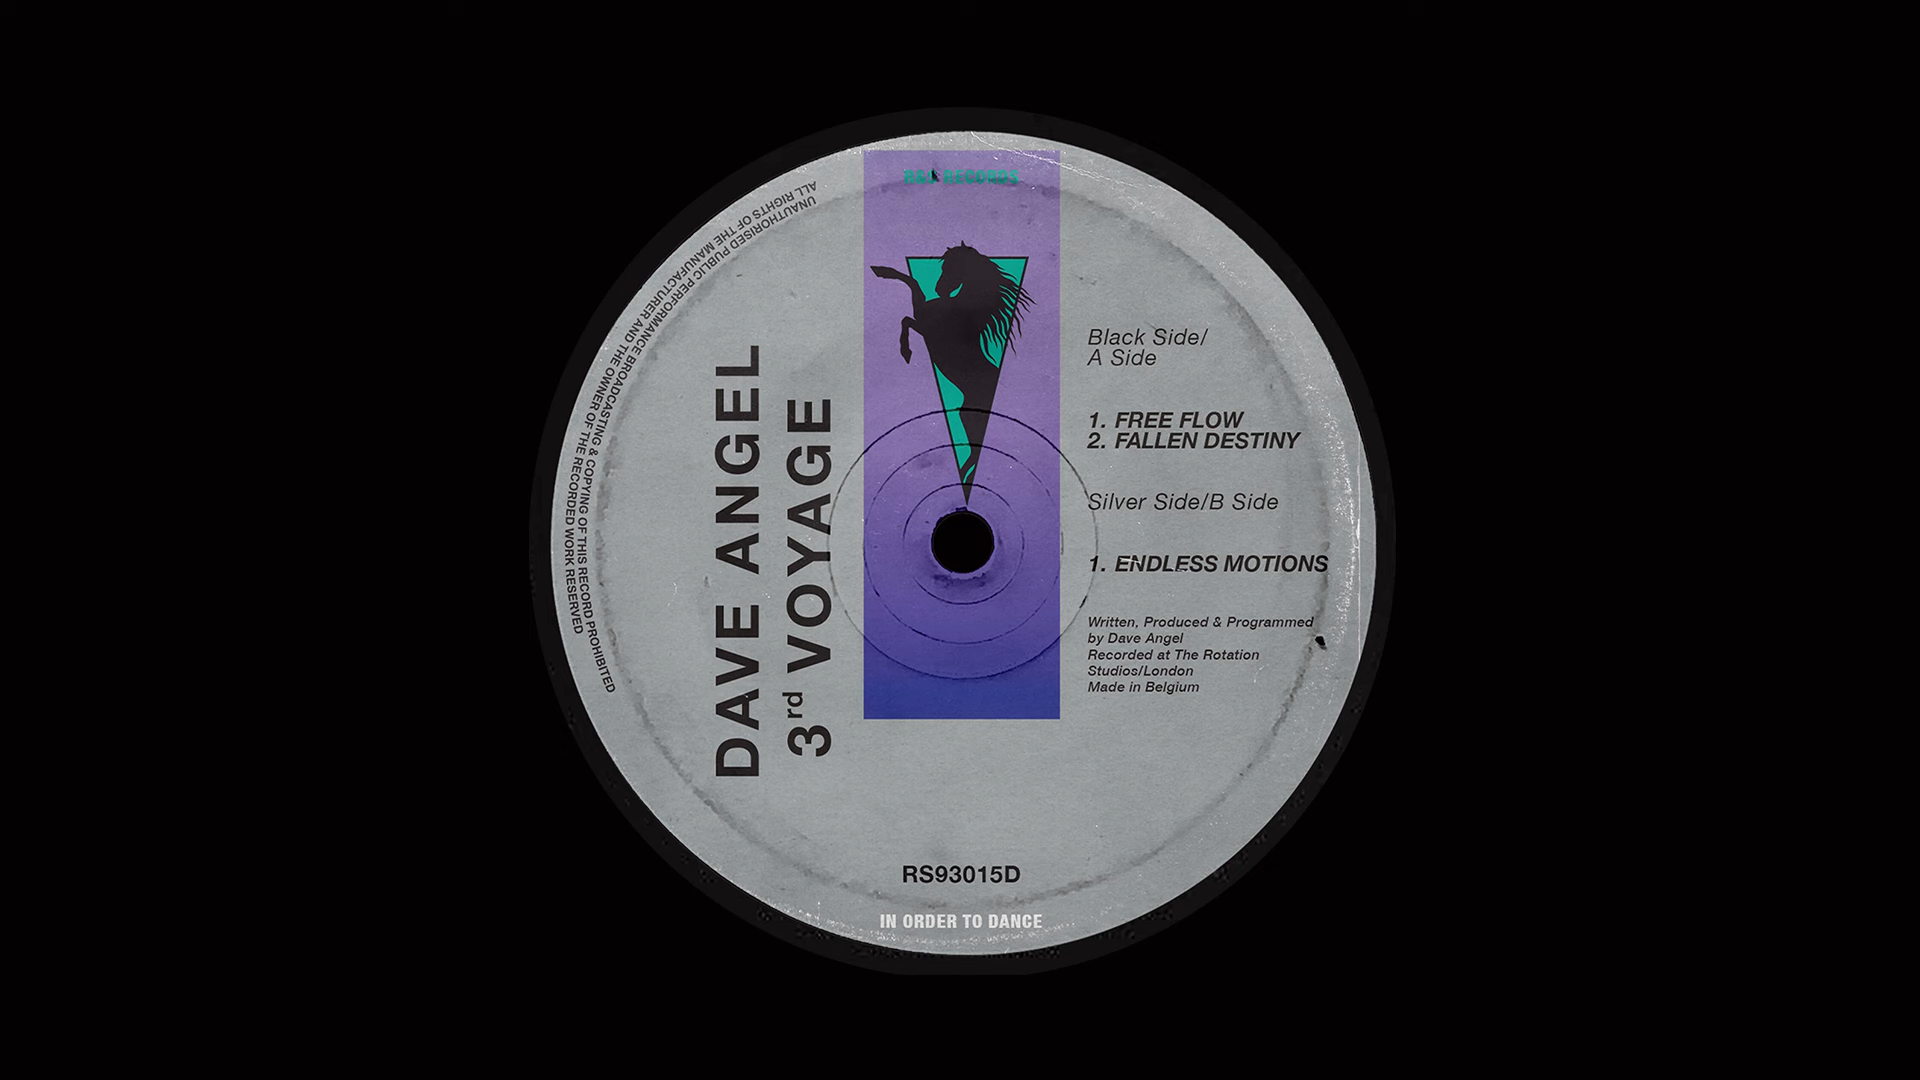 R&S RECORDS
ALL RIGHTS OF THE MANUFACTURER AND THE OWNER OF THE RECORDED WORK RESERVED
UNAUTHORISED PUBLIC PERFORMANCE BROADCASTING & COPYING OF THIS RECORD PROHIBITED
DAVE ANGEL
3rd VOYAGE
Black Side/
A Side
1. FREE FLOW
2. FALLEN DESTINY
Silver Side/B Side
1. ENDLESS MOTIONS
Written, Produced & Programmed
by Dave Angel
Recorded at The Rotation
Studios/London
Made in Belgium
RS93015D
IN ORDER TO DANCE